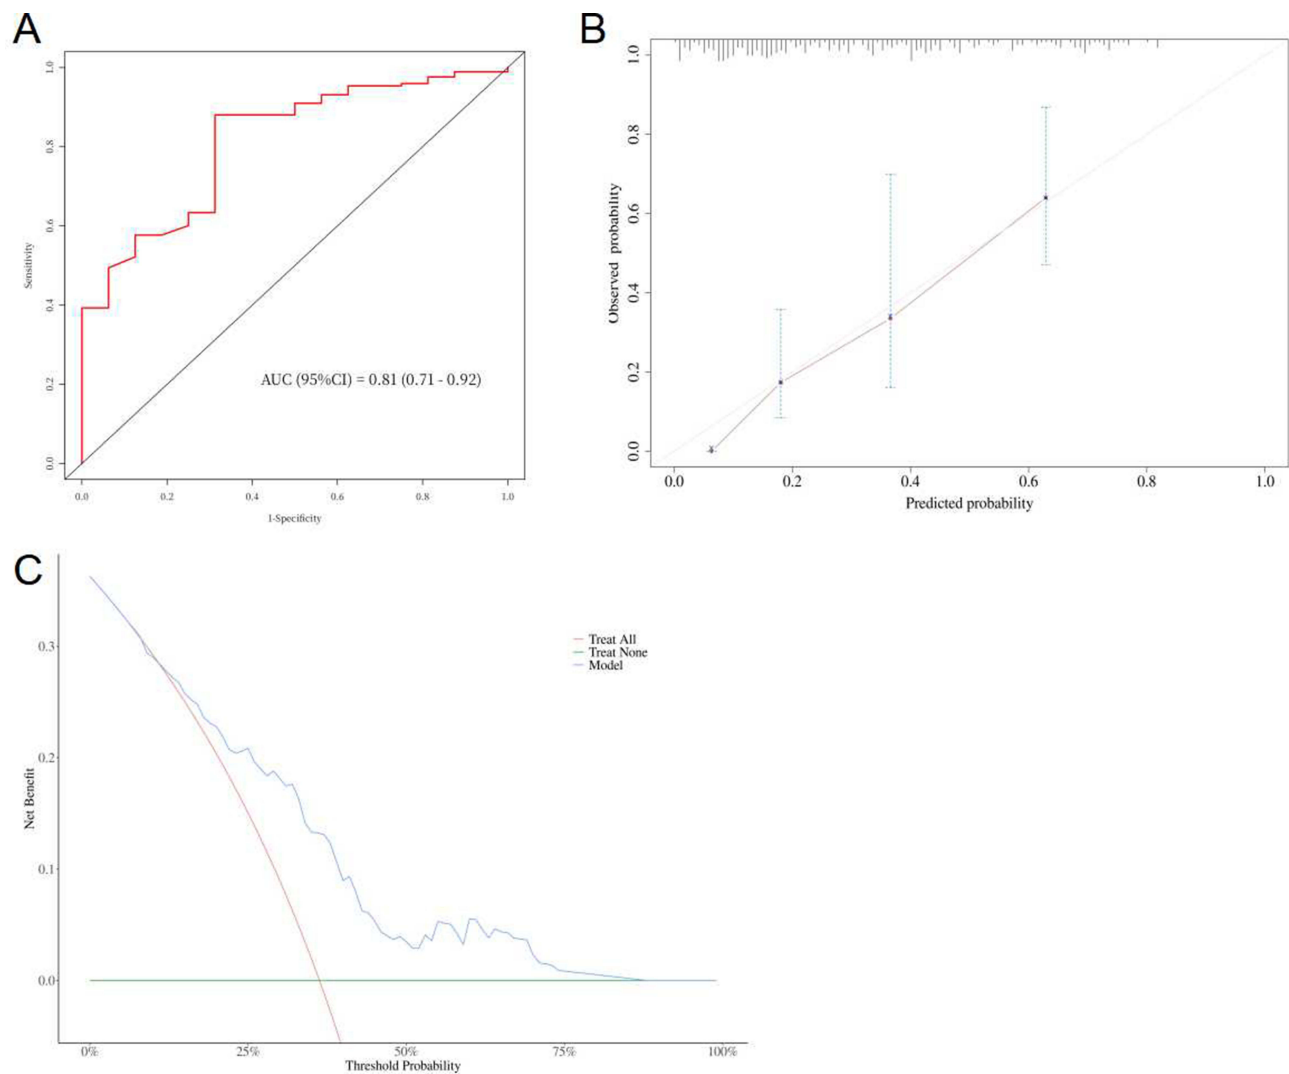 A
1.0
0.8
0.6
0.4
0.2
0.0
Sensitivity
AUC (95%CI) = 0.81 (0.71 - 0.92)
0.0 0.2 0.4 0.6 0.8 1.0
1-Specificity
B
1.0
0.8
0.6
0.4
0.2
0.0
Observed probability
0.0 0.2 0.4 0.6 0.8 1.0
Predicted probability
C
0.3
0.2
0.1
0.0
Net Benefit
Treat All
Treat None
Model
0% 25% 50% 75% 100%
Threshold Probability